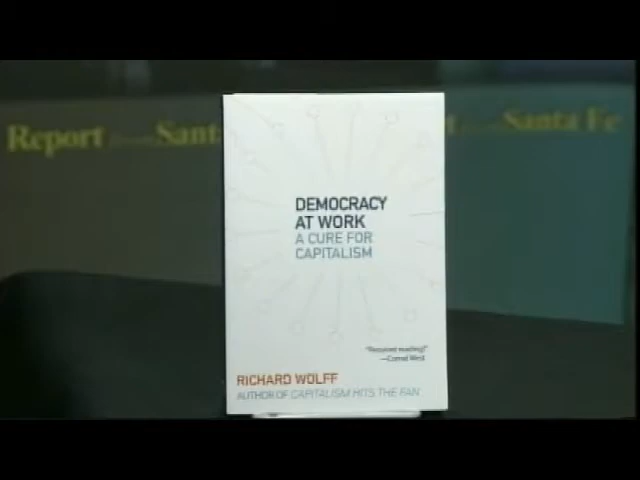 Report Santa
Santa Fe
DEMOCRACY
AT WORK
A CURE FOR
CAPITALISM
"Required reading!"
—Cornel West
RICHARD WOLFF
AUTHOR OF CAPITALISM HITS THE FAN